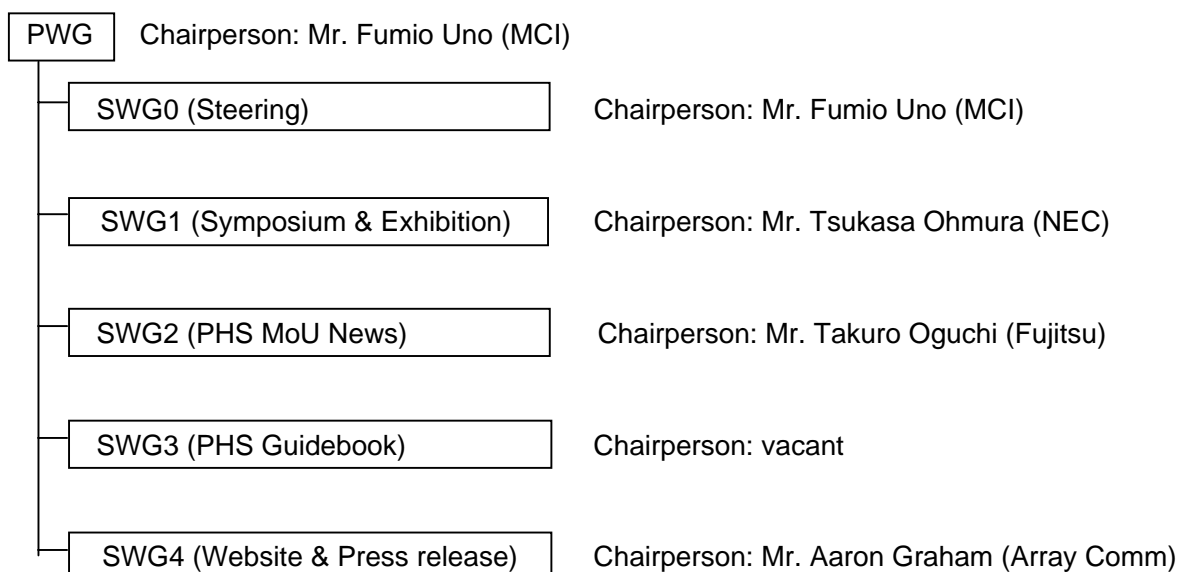 PWG Chairperson: Mr. Fumio Uno (MCI)
SWG0 (Steering) Chairperson: Mr. Fumio Uno (MCI)
SWG1 (Symposium & Exhibition) Chairperson: Mr. Tsukasa Ohmura (NEC)
SWG2 (PHS MoU News) Chairperson: Mr. Takuro Oguchi (Fujitsu)
SWG3 (PHS Guidebook) Chairperson: vacant
SWG4 (Website & Press release) Chairperson: Mr. Aaron Graham (Array Comm)